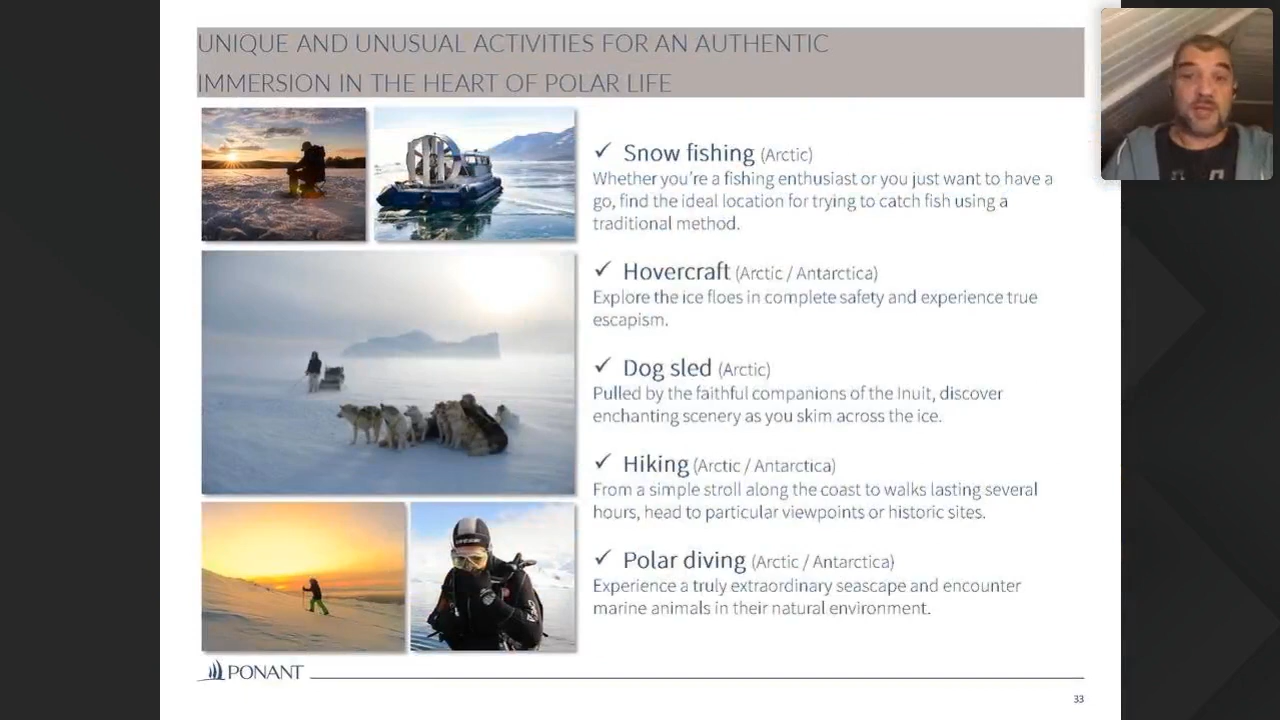 UNIQUE AND UNUSUAL ACTIVITIES FOR AN AUTHENTIC
IMMERSION IN THE HEART OF POLAR LIFE
✓ Snow fishing (Arctic)
Whether you're a fishing enthusiast or you just want to have a
go, find the ideal location for trying to catch fish using a
traditional method.
✓ Hovercraft (Arctic / Antarctica)
Explore the ice floes in complete safety and experience true
escapism.
✓ Dog sled (Arctic)
Pulled by the faithful companions of the Inuit, discover
enchanting scenery as you skim across the ice.
✓ Hiking (Arctic / Antarctica)
From a simple stroll along the coast to walks lasting several
hours, head to particular viewpoints or historic sites.
✓ Polar diving (Arctic / Antarctica)
Experience a truly extraordinary seascape and encounter
marine animals in their natural environment.
PONANT
33